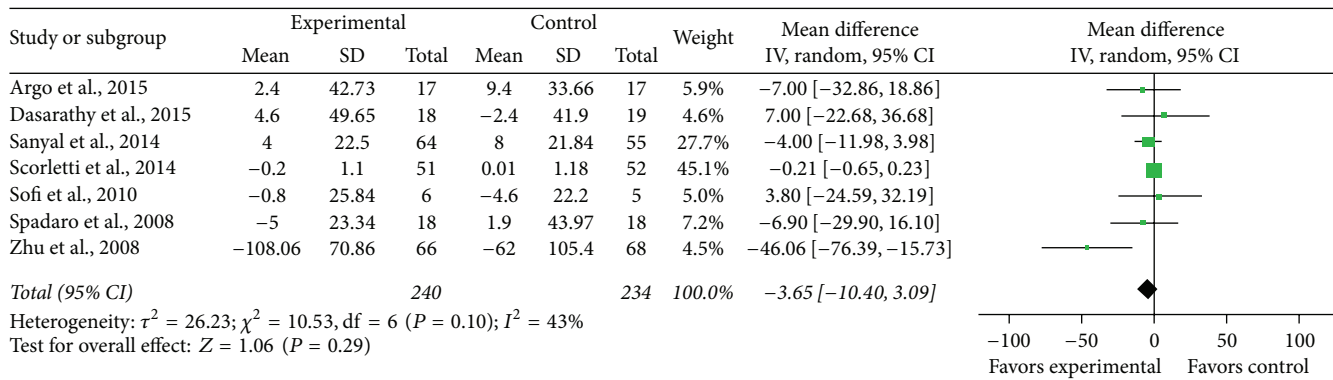 Study or subgroup Experimental Control Weight Mean difference Mean difference
Mean SD Total Mean SD Total IV, random, 95% CI IV, random, 95% CI
Argo et al., 2015 2.4 42.73 17 9.4 33.66 17 5.9% −7.00 [−32.86, 18.86]
Dasarathy et al., 2015 4.6 49.65 18 −2.4 41.9 19 4.6% 7.00 [−22.68, 36.68]
Sanyal et al., 2014 4 22.5 64 8 21.84 55 27.7% −4.00 [−11.98, 3.98]
Scorletti et al., 2014 −0.2 1.1 51 0.01 1.18 52 45.1% −0.21 [−0.65, 0.23]
Sofi et al., 2010 −0.8 25.84 6 −4.6 22.2 5 5.0% 3.80 [−24.59, 32.19]
Spadaro et al., 2008 −5 23.34 18 1.9 43.97 18 7.2% −6.90 [−29.90, 16.10]
Zhu et al., 2008 −108.06 70.86 66 −62 105.4 68 4.5% −46.06 [−76.39, −15.73]
Total (95% CI) 240 234 100.0% −3.65 [−10.40, 3.09]
Heterogeneity: τ² = 26.23; χ² = 10.53, df = 6 (P = 0.10); I² = 43%
Test for overall effect: Z = 1.06 (P = 0.29)
−100 −50 0 50 100
Favors experimental Favors control